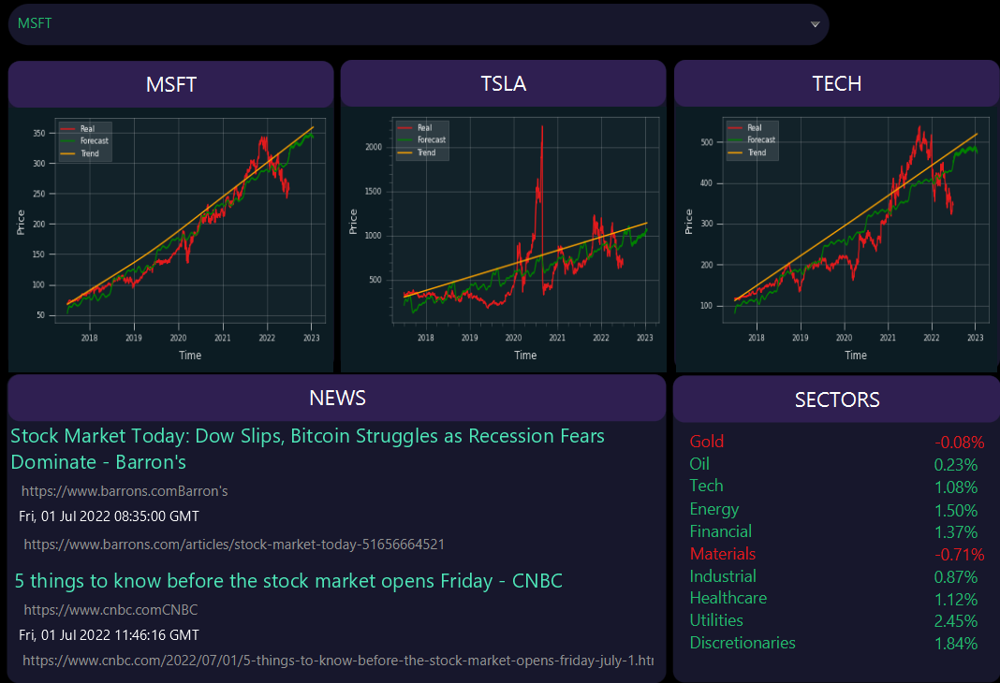 MSFT
MSFT
TSLA
TECH
Real
Forecast
Trend
350
300
250
200
150
100
50
Price
2018 2019 2020 2021 2022 2023
Time
Real
Forecast
Trend
2000
1500
1000
500
Price
2018 2019 2020 2021 2022 2023
Time
Real
Forecast
Trend
500
400
300
200
100
Price
2018 2019 2020 2021 2022 2023
Time
NEWS
Stock Market Today: Dow Slips, Bitcoin Struggles as Recession Fears
Dominate - Barron's
https://www.barrons.comBarron's
Fri, 01 Jul 2022 08:35:00 GMT
https://www.barrons.com/articles/stock-market-today-51656664521
5 things to know before the stock market opens Friday - CNBC
https://www.cnbc.comCNBC
Fri, 01 Jul 2022 11:46:16 GMT
https://www.cnbc.com/2022/07/01/5-things-to-know-before-the-stock-market-opens-friday-july-1.htr
SECTORS
Gold -0.08%
Oil 0.23%
Tech 1.08%
Energy 1.50%
Financial 1.37%
Materials -0.71%
Industrial 0.87%
Healthcare 1.12%
Utilities 2.45%
Discretionaries 1.84%